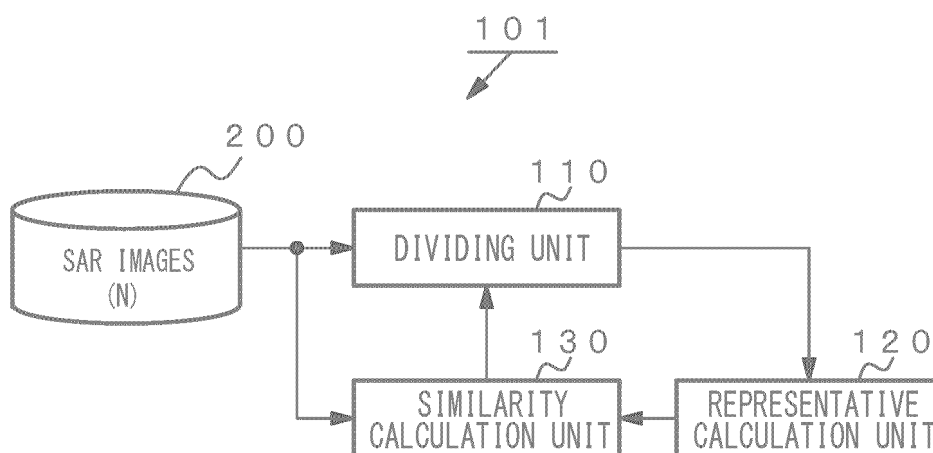 101
200
110
SAR IMAGES
(N)
DIVIDING UNIT
130
120
SIMILARITY
CALCULATION UNIT
REPRESENTATIVE
CALCULATION UNIT